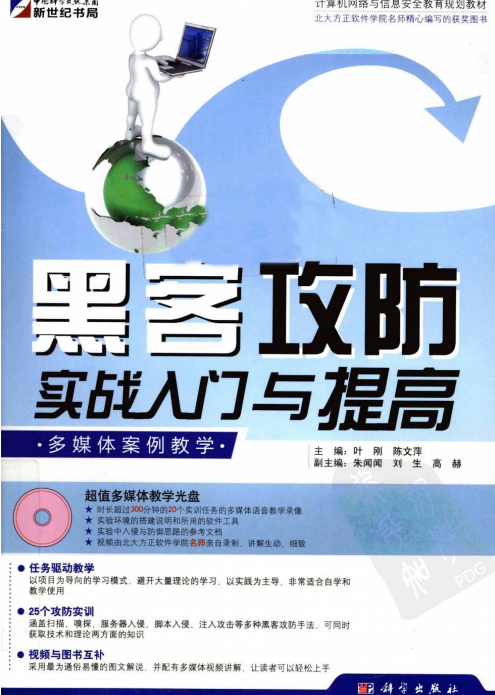 中国科学出版集团
新世纪书局
计算机网络与信息安全教育规划教材
北大方正软件学院名师精心编写的获奖图书
黑客攻防
实战入门与提高
·多媒体案例教学·
主 编：叶 刚 陈文萍
副主编：朱闻闻 刘 生 高 赫
超值多媒体教学光盘
★ 时长超过300分钟的20个实训任务的多媒体语音教学录像
★ 实验环境的搭建说明和所用的软件工具
★ 实验中入侵与防御思路的参考文档
★ 视频由北大方正软件学院名师亲自录制，讲解生动、细致
● 任务驱动教学
以项目为导向的学习模式，避开大量理论的学习，以实践为主导，非常适合自学和
教学使用
● 25个攻防实训
涵盖扫描、嗅探、服务器入侵、脚本入侵、注入攻击等多种黑客攻防手法，可同时
获取技术和理论两方面的知识
● 视频与图书互补
采用最为通俗易懂的图文解说，并配有多媒体视频讲解，让读者可以轻松上手
PDG
科学出版社